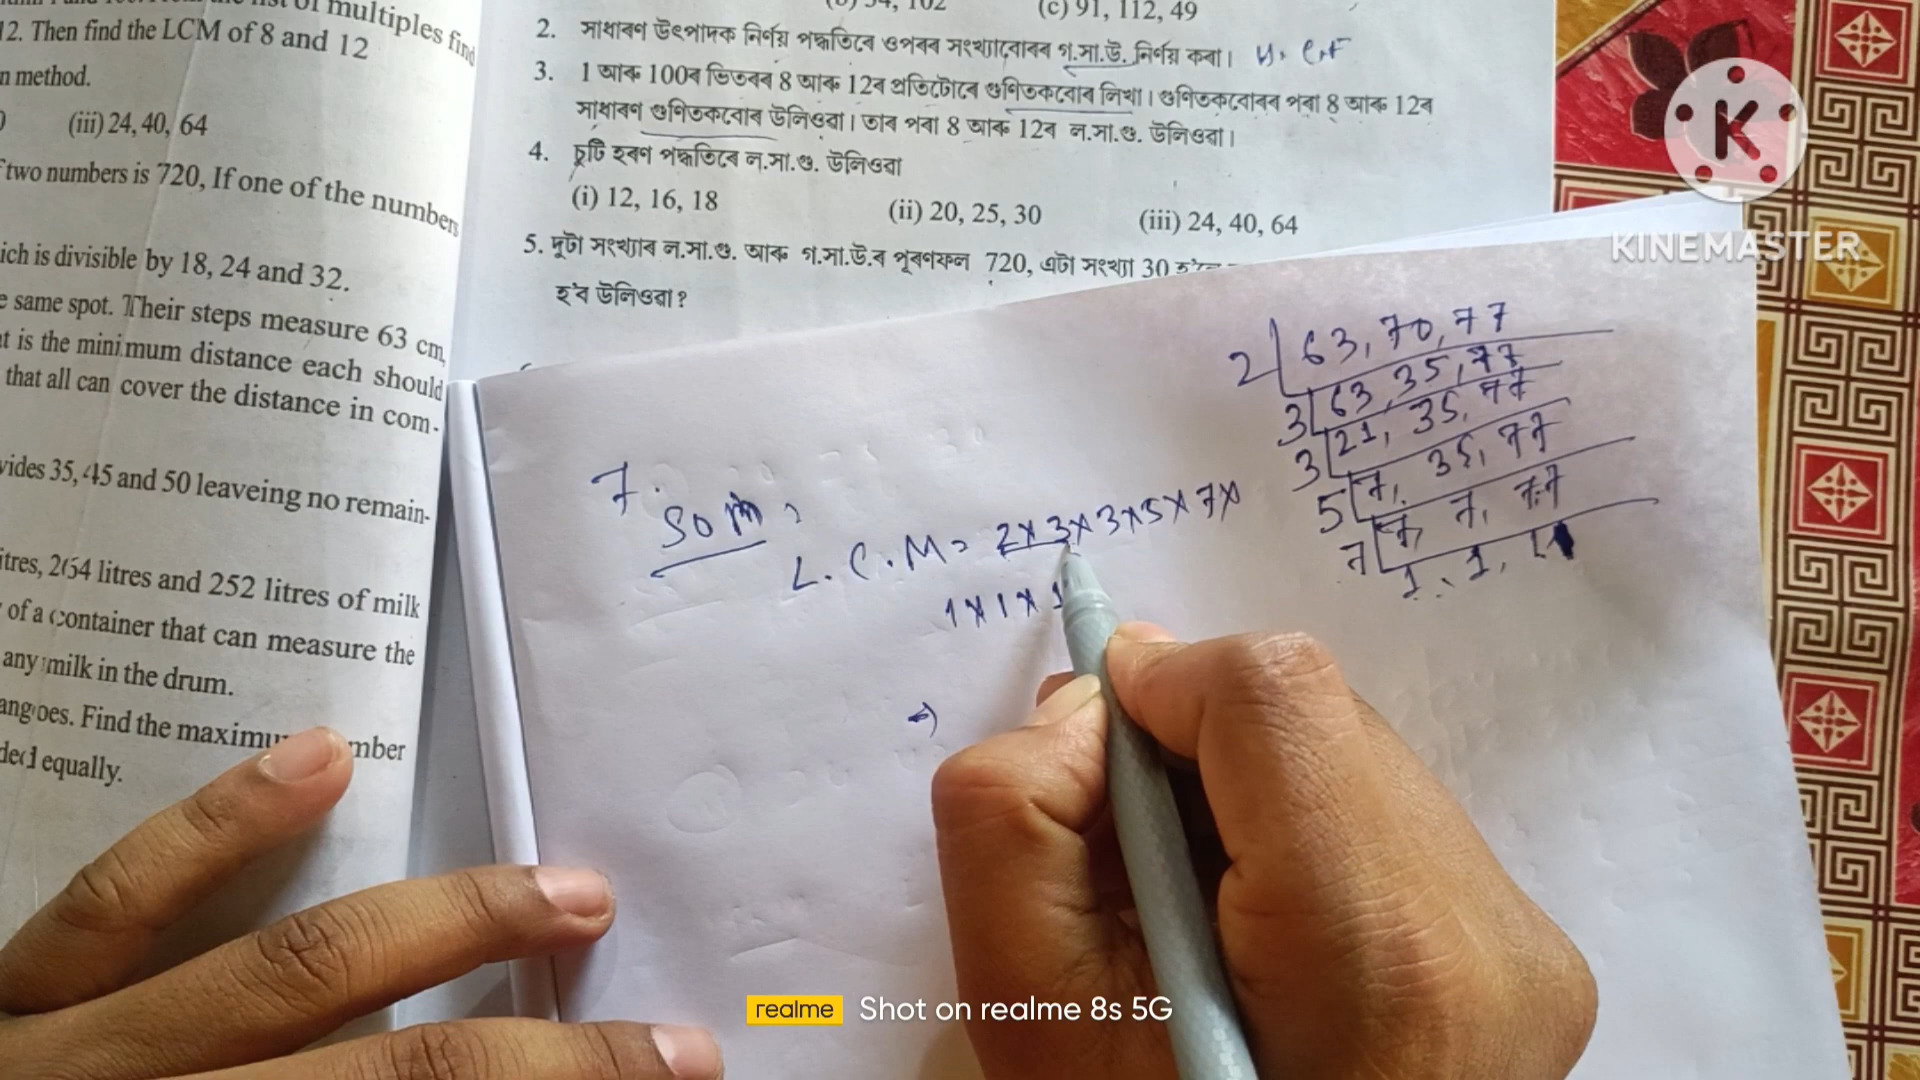 multiples find
12. Then find the LCM of 8 and 12
n method.
(iii) 24, 40, 64
two numbers is 720, If one of the numbers
ich is divisible by 18, 24 and 32.
e same spot. Their steps measure 63 cm,
at is the minimum distance each should
that all can cover the distance in com-
vides 35, 45 and 50 leaveing no remain-
itres, 264 litres and 252 litres of milk
of a container that can measure the
any milk in the drum.
angoes. Find the maximu mber
ded equally.
(c) 91, 112, 49
2. সাধাৰণ উৎপাদক নিৰ্ণয় পদ্ধতিৰে ওপৰৰ সংখ্যাবোৰৰ গ.সা.উ. নিৰ্ণয় কৰা।
3. 1 আৰু 100ৰ ভিতৰৰ 8 আৰু 12ৰ প্ৰতিটোৰে গুণিতকবোৰ লিখা। গুণিতকবোৰৰ পৰা 8 আৰু 12ৰ
সাধাৰণ গুণিতকবোৰ উলিওৱা। তাৰ পৰা 8 আৰু 12ৰ ল.সা.গু. উলিওৱা।
4. চুটি হৰণ পদ্ধতিৰে ল.সা.গু. উলিওৱা
(i) 12, 16, 18 (ii) 20, 25, 30 (iii) 24, 40, 64
5. দুটা সংখ্যাৰ ল.সা.গু. আৰু গ.সা.উ.ৰ পূৰণফল 720, এটা সংখ্যা 30
হ'ব উলিওৱা?
7.
L.C.M = 2×3×3×5×7×
1×1×1
2 63, 70, 77
3 63, 35, 77
3 21, 35, 77
5 7, 35, 77
7 7, 7, 77
1, 1, 11
K
KINEMASTER
realme Shot on realme 8s 5G